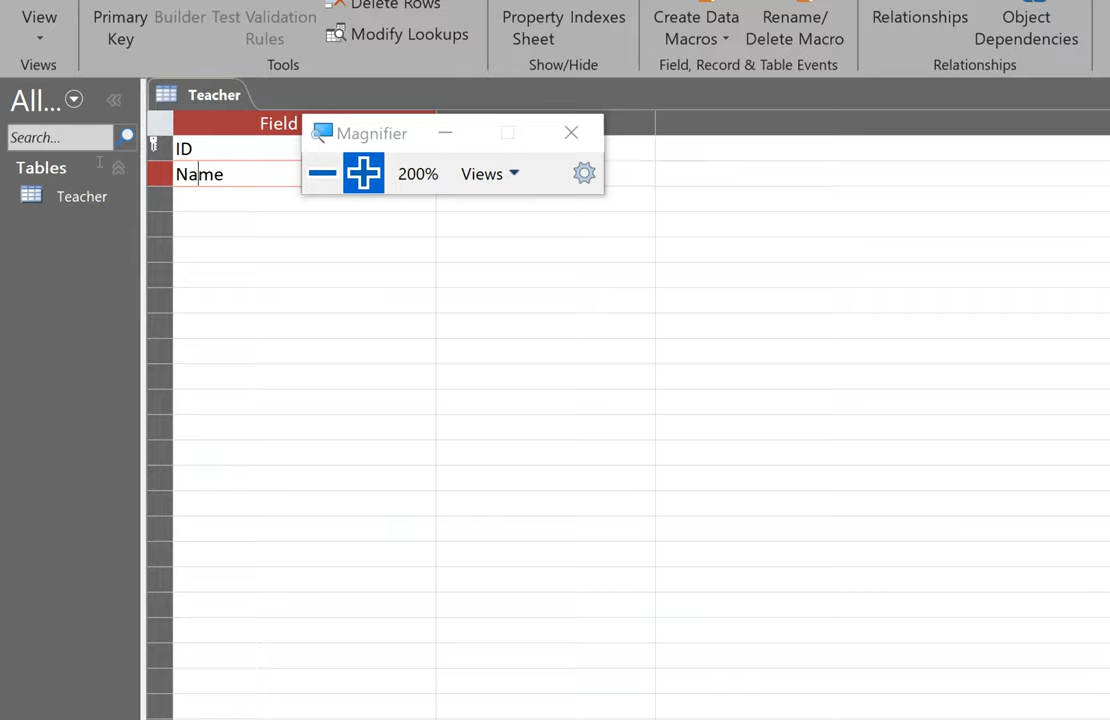 Delete Rows
View
Primary Key
Builder
Test Validation Rules
Modify Lookups
Property Sheet
Indexes
Create Data Macros
Rename/ Delete Macro
Relationships
Object Dependencies
Views
Tools
Show/Hide
Field, Record & Table Events
Relationships
All...
Teacher
Search...
Field
Magnifier
Tables
ID
Name
200%
Views
Teacher